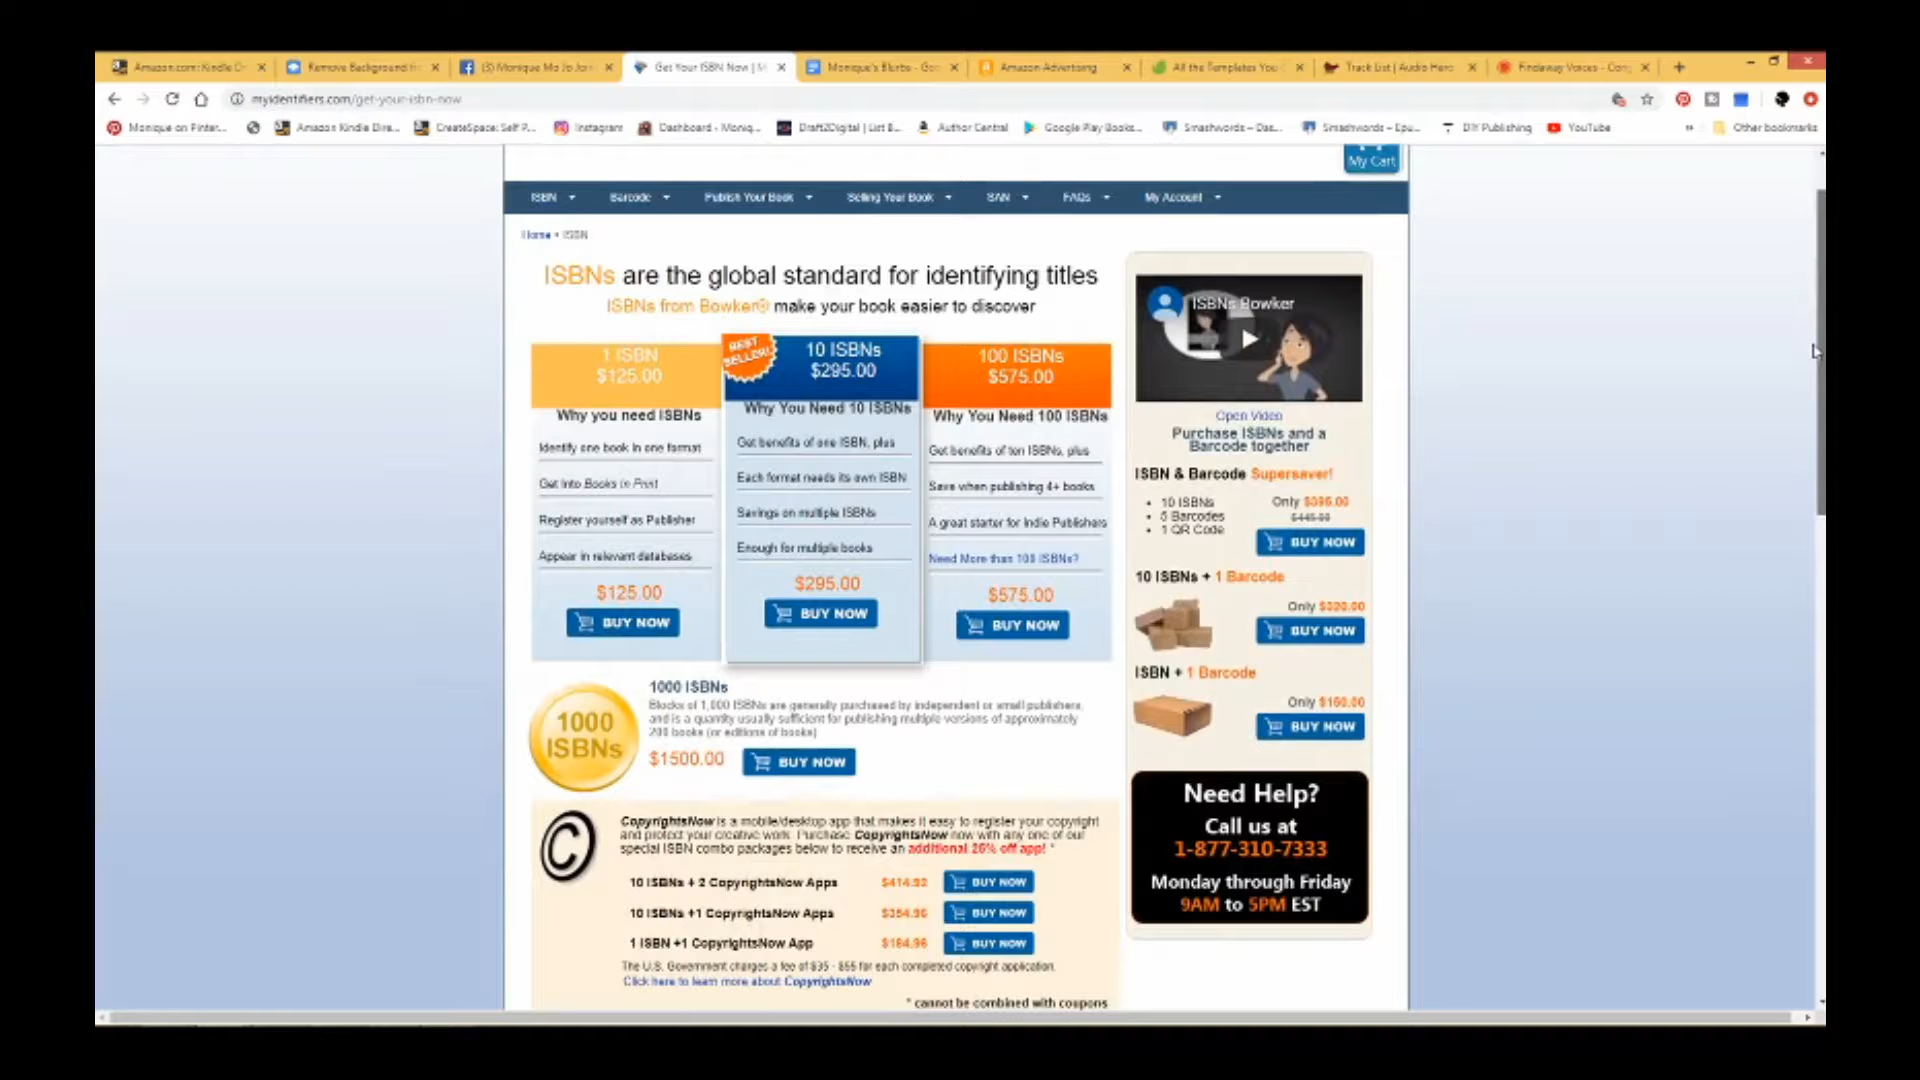 Amazon.com: Kindle D
Remove Background fr
(3) Monique Mo Jo Jo
Get Your ISBN Now | M
Monique's Blurbs - Goo
Amazon Advertising
All the Templates You
Track List | Audio Hero
Findaway Voices - Con
myidentifiers.com/get-your-isbn-now
Monique on Pinter...
Amazon Kindle Dire...
CreateSpace: Self P...
Instagram
Dashboard - Moniq...
Draft2Digital | List B...
Author Central
Google Play Books...
Smashwords – Das...
Smashwords – Epu...
DIY Publishing
YouTube
Other bookmarks
My Cart
ISBN
Barcode
Publish Your Book
Selling Your Book
SAN
FAQs
My Account
Home • ISBN
ISBNs are the global standard for identifying titles
ISBNs from Bowker® make your book easier to discover
1 ISBN
$125.00
Why you need ISBNs
Identify one book in one format
Get Into Books in Print
Register yourself as Publisher
Appear in relevant databases
$125.00
BUY NOW
BEST
SELLER!
10 ISBNs
$295.00
Why You Need 10 ISBNs
Get benefits of one ISBN, plus
Each format needs its own ISBN
Savings on multiple ISBNs
Enough for multiple books
$295.00
BUY NOW
100 ISBNs
$575.00
Why You Need 100 ISBNs
Get benefits of ten ISBNs, plus
Save when publishing 4+ books
A great starter for Indie Publishers
Need More than 100 ISBNs?
$575.00
BUY NOW
1000
ISBNs
1000 ISBNs
Blocks of 1,000 ISBNs are generally purchased by independent or small publishers,
and is a quantity usually sufficient for publishing multiple versions of approximately
200 books (or editions of books)
$1500.00
BUY NOW
CopyrightsNow is a mobile/desktop app that makes it easy to register your copyright
and protect your creative work. Purchase CopyrightsNow now with any one of our
special ISBN combo packages below to receive an additional 25% off app! *
10 ISBNs + 2 CopyrightsNow Apps
$414.92
BUY NOW
10 ISBNs +1 CopyrightsNow Apps
$354.96
BUY NOW
1 ISBN +1 CopyrightsNow App
$184.96
BUY NOW
The U.S. Government charges a fee of $35 - $55 for each completed copyright application.
Click here to learn more about CopyrightsNow
* cannot be combined with coupons
ISBNs Bowker
Open Video
Purchase ISBNs and a
Barcode together
ISBN & Barcode Supersaver!
• 10 ISBNs
• 5 Barcodes
• 1 QR Code
Only $395.00
$445.00
BUY NOW
10 ISBNs + 1 Barcode
Only $320.00
BUY NOW
ISBN + 1 Barcode
Only $150.00
BUY NOW
Need Help?
Call us at
1-877-310-7333
Monday through Friday
9AM to 5PM EST